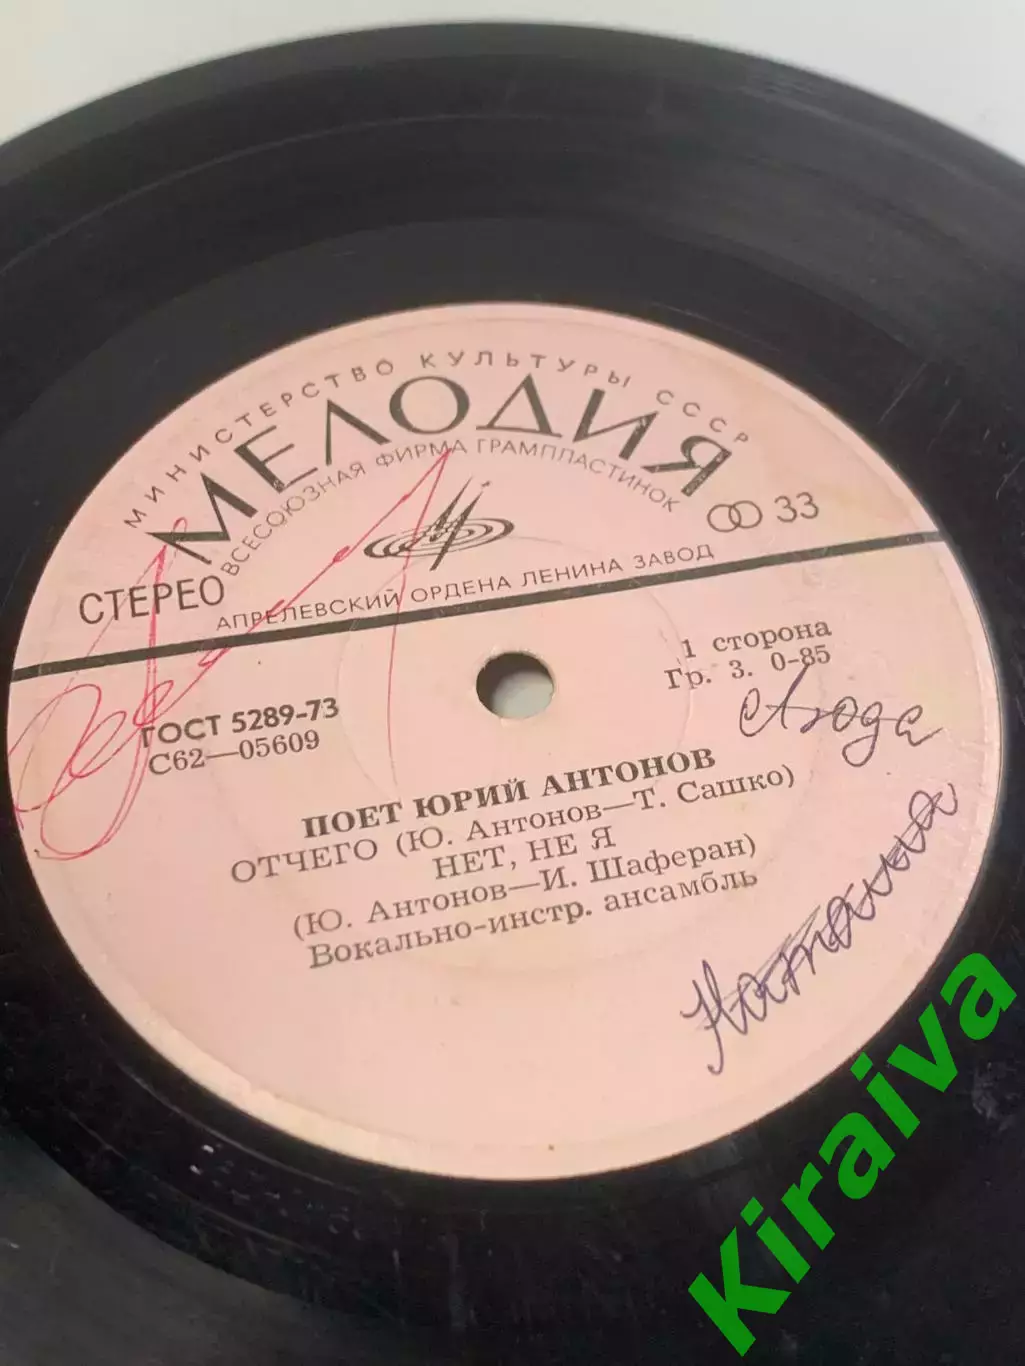 МИНИСТЕРСТВО КУЛЬТУРЫ СССР
МЕЛОДИЯ
ВСЕСОЮЗНАЯ ФИРМА ГРАМПЛАСТИНОК
33
СТЕРЕО
АПРЕЛЕВСКИЙ ОРДЕНА ЛЕНИНА ЗАВОД
ГОСТ 5289-73
С62—05609
1 сторона
Гр. 3. 0-85
ПОЕТ ЮРИЙ АНТОНОВ
ОТЧЕГО (Ю. Антонов—Т. Сашко)
НЕТ, НЕ Я
(Ю. Антонов—И. Шаферан)
Вокально-инстр. ансамбль
Наталия
Kiraiva